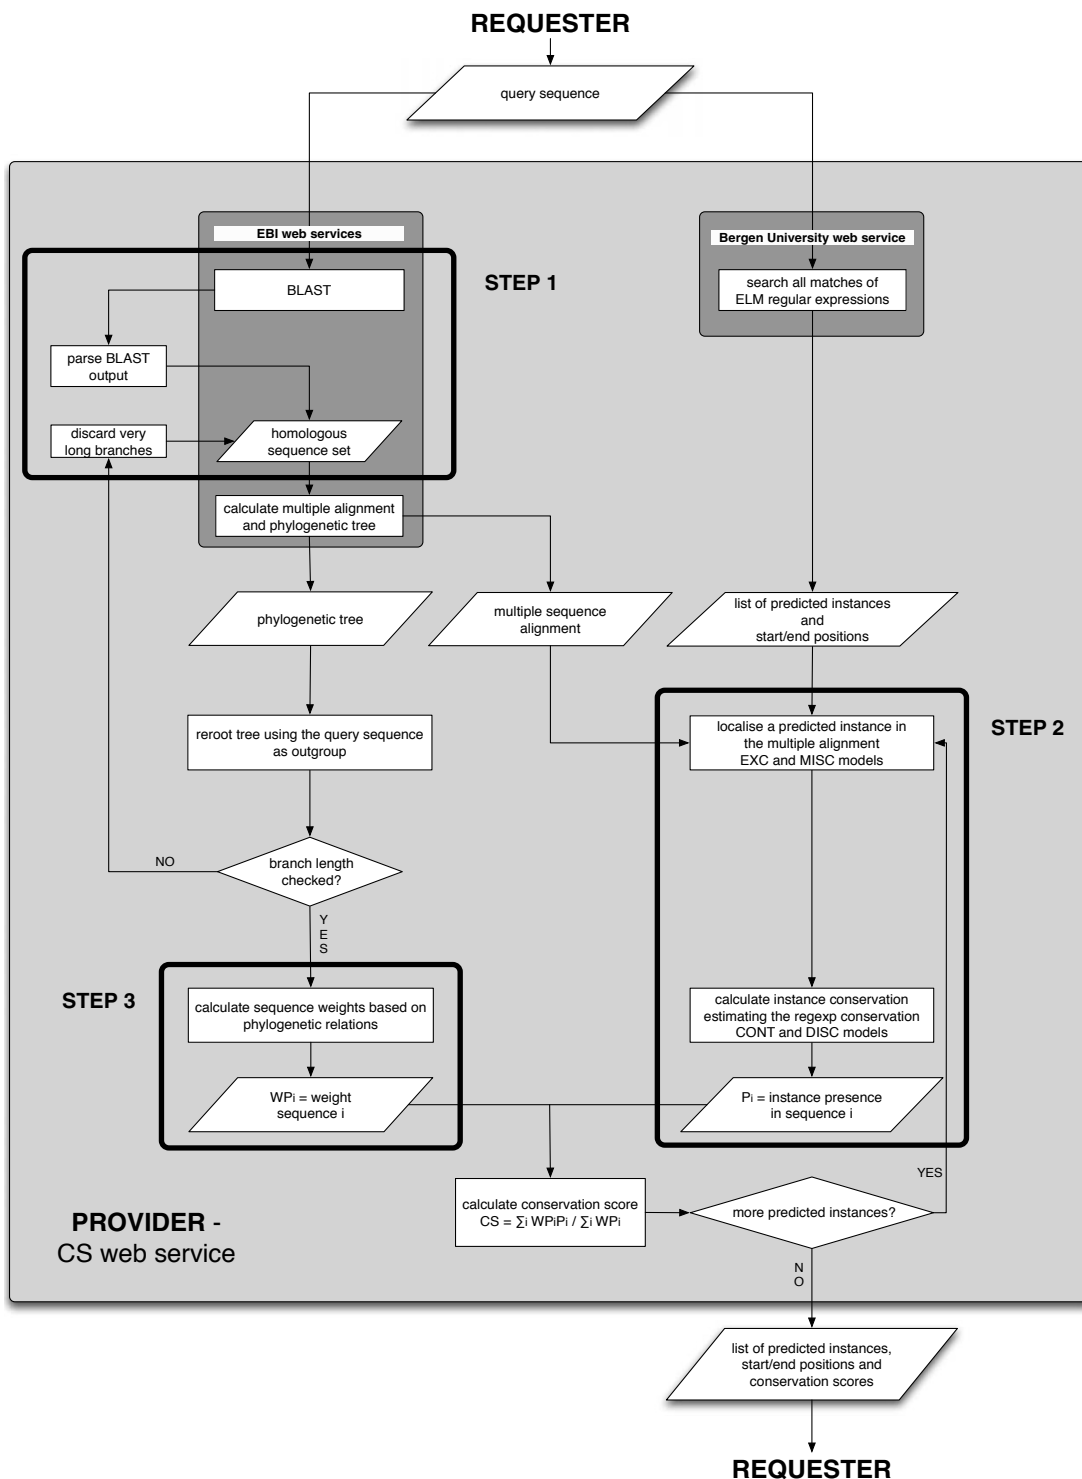 REQUESTER
query sequence
EBI web services
Bergen University web service
STEP 1
BLAST
search all matches of
ELM regular expressions
parse BLAST
output
discard very
long branches
homologous
sequence set
calculate multiple alignment
and phylogenetic tree
phylogenetic tree
multiple sequence
alignment
list of predicted instances
and
start/end positions
STEP 2
reroot tree using the query sequence
as outgroup
localise a predicted instance in
the multiple alignment
EXC and MISC models
NO
branch length
checked?
YES
STEP 3
calculate sequence weights based on
phylogenetic relations
calculate instance conservation
estimating the regexp conservation
CONT and DISC models
WPi = weight
sequence i
Pi = instance presence
in sequence i
YES
calculate conservation score
CS = ∑i WPiPi / ∑i WPi
more predicted instances?
PROVIDER -
CS web service
NO
list of predicted instances,
start/end positions and
conservation scores
REQUESTER